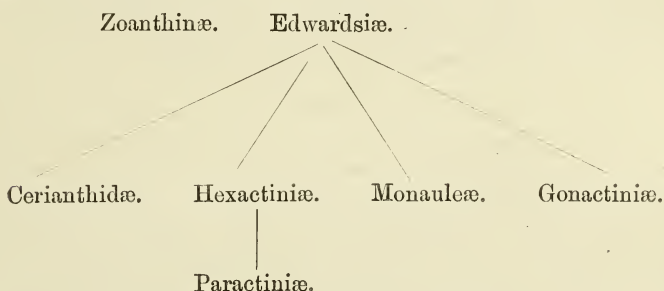 Zoanthinæ. Edwardsiæ.
Cerianthidæ. Hexactiniæ. Monauleæ. Gonactiniæ.
Paractiniæ.